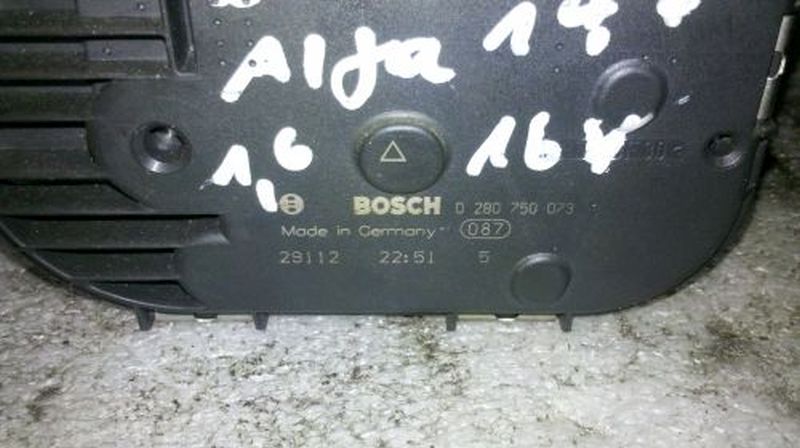 Alfa 14
1,6 16V
BOSCH 0 280 750 073
Made in Germany 087
29112 22:51 5